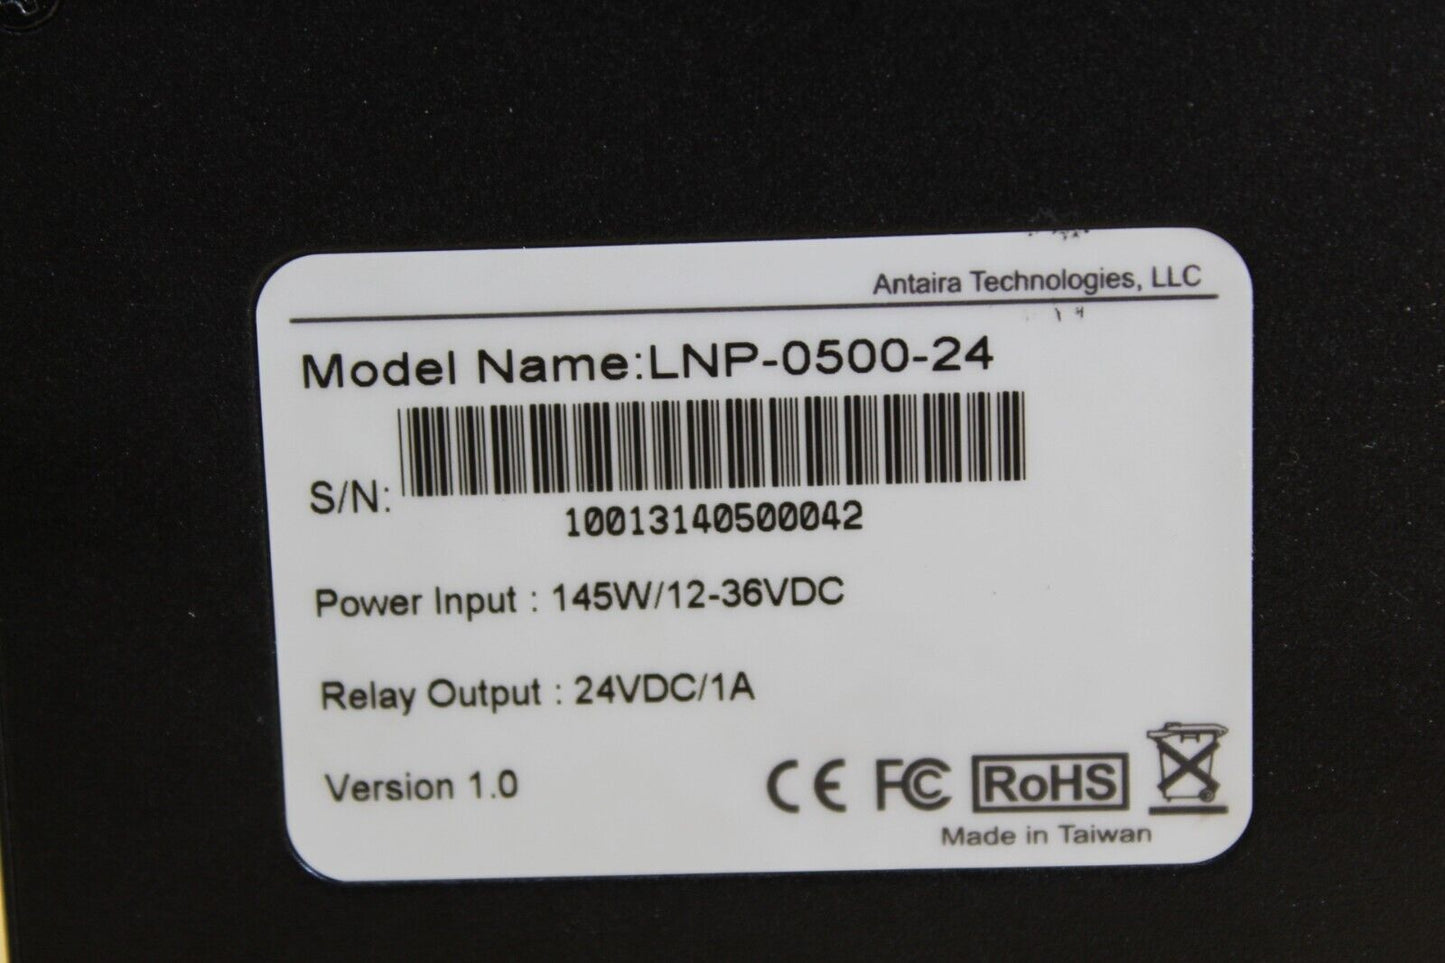 Antaira Technologies, LLC
Model Name:LNP-0500-24
S/N:
10013140500042
Power Input : 145W/12-36VDC
Relay Output : 24VDC/1A
Version 1.0
CE FC RoHS
Made in Taiwan